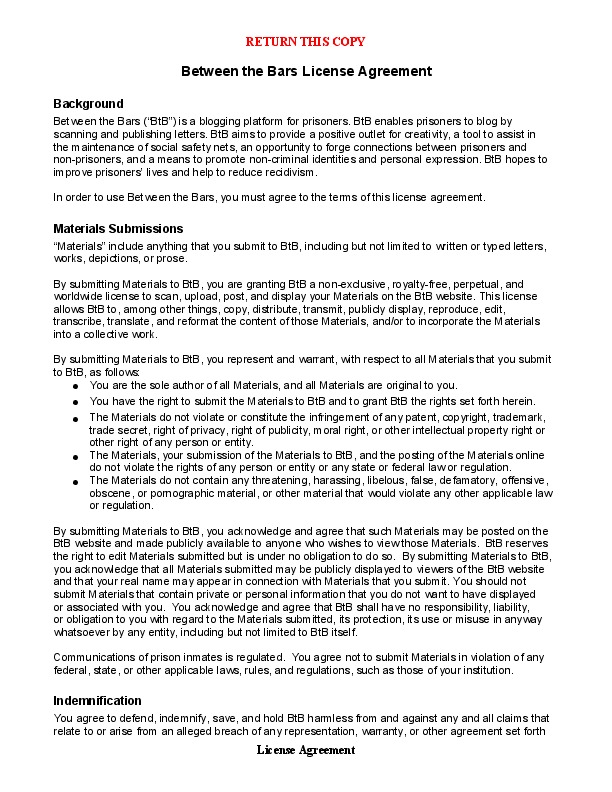 RETURN THIS COPY
Between the Bars License Agreement
Background
Between the Bars (“BtB”) is a blogging platform for prisoners. BtB enables prisoners to blog by
scanning and publishing letters. BtB aims to provide a positive outlet for creativity, a tool to assist in
the maintenance of social safety nets, an opportunity to forge connections between prisoners and
non-prisoners, and a means to promote non-criminal identities and personal expression. BtB hopes to
improve prisoners’ lives and help to reduce recidivism.
In order to use Between the Bars, you must agree to the terms of this license agreement.
Materials Submissions
“Materials” include anything that you submit to BtB, including but not limited to written or typed letters,
works, depictions, or prose.
By submitting Materials to BtB, you are granting BtB a non-exclusive, royalty-free, perpetual, and
worldwide license to scan, upload, post, and display your Materials on the BtB website. This license
allows BtB to, among other things, copy, distribute, transmit, publicly display, reproduce, edit,
transcribe, translate, and reformat the content of those Materials, and/or to incorporate the Materials
into a collective work.
By submitting Materials to BtB, you represent and warrant, with respect to all Materials that you submit
to BtB, as follows:
● You are the sole author of all Materials, and all Materials are original to you.
● You have the right to submit the Materials to BtB and to grant BtB the rights set forth herein.
● The Materials do not violate or constitute the infringement of any patent, copyright, trademark,
trade secret, right of privacy, right of publicity, moral right, or other intellectual property right or
other right of any person or entity.
● The Materials, your submission of the Materials to BtB, and the posting of the Materials online
do not violate the rights of any person or entity or any state or federal law or regulation.
● The Materials do not contain any threatening, harassing, libelous, false, defamatory, offensive,
obscene, or pornographic material, or other material that would violate any other applicable law
or regulation.
By submitting Materials to BtB, you acknowledge and agree that such Materials may be posted on the
BtB website and made publicly available to anyone who wishes to view those Materials. BtB reserves
the right to edit Materials submitted but is under no obligation to do so. By submitting Materials to BtB,
you acknowledge that all Materials submitted may be publicly displayed to viewers of the BtB website
and that your real name may appear in connection with Materials that you submit. You should not
submit Materials that contain private or personal information that you do not want to have displayed
or associated with you. You acknowledge and agree that BtB shall have no responsibility, liability,
or obligation to you with regard to the Materials submitted, its protection, its use or misuse in anyway
whatsoever by any entity, including but not limited to BtB itself.
Communications of prison inmates is regulated. You agree not to submit Materials in violation of any
federal, state, or other applicable laws, rules, and regulations, such as those of your institution.
Indemnification
You agree to defend, indemnify, save, and hold BtB harmless from and against any and all claims that
relate to or arise from an alleged breach of any representation, warranty, or other agreement set forth
License Agreement